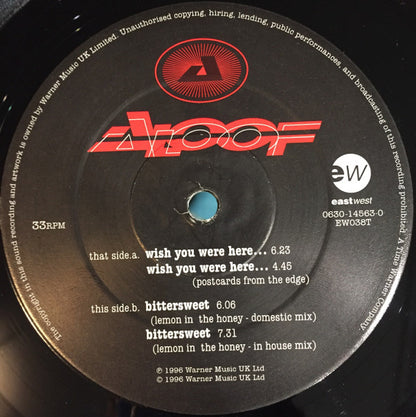 The copyright in this sound recording and artwork is owned by Warner Music UK Limited. Unauthorised copying, hiring, lending, public performances, and broadcasting of this recording prohibited. A Time Warner Company.
A
ALOOF
ew
eastwest
0630-14563-0
EW038T
33RPM
that side.a. wish you were here... 6.23
wish you were here... 4.45
(postcards from the edge)
this side.b. bittersweet 6.06
(lemon in the honey - domestic mix)
bittersweet 7.31
(lemon in the honey - in house mix)
℗ 1996 Warner Music UK Ltd
© 1996 Warner Music UK Ltd